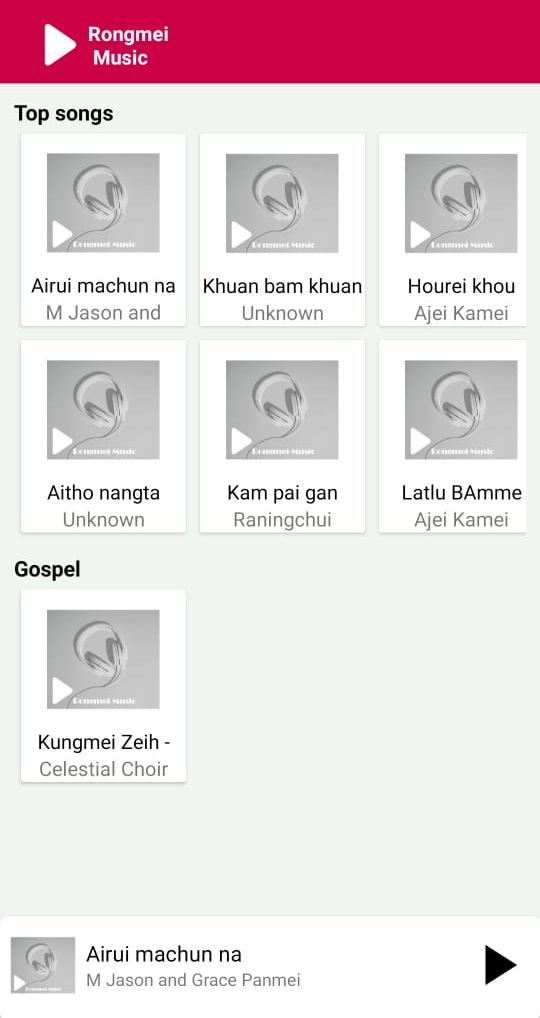 Rongmei
Music
Top songs
Rongmei Music
Rongmei Music
Rongmei Music
Airui machun na
Khuan bam khuan
Hourei khou
M Jason and
Unknown
Ajei Kamei
Rongmei Music
Rongmei Music
Rongmei Music
Aitho nangta
Kam pai gan
Latlu BAmme
Unknown
Raningchui
Ajei Kamei
Gospel
Rongmei Music
Kungmei Zeih -
Celestial Choir
Rongmei Music
Airui machun na
M Jason and Grace Panmei